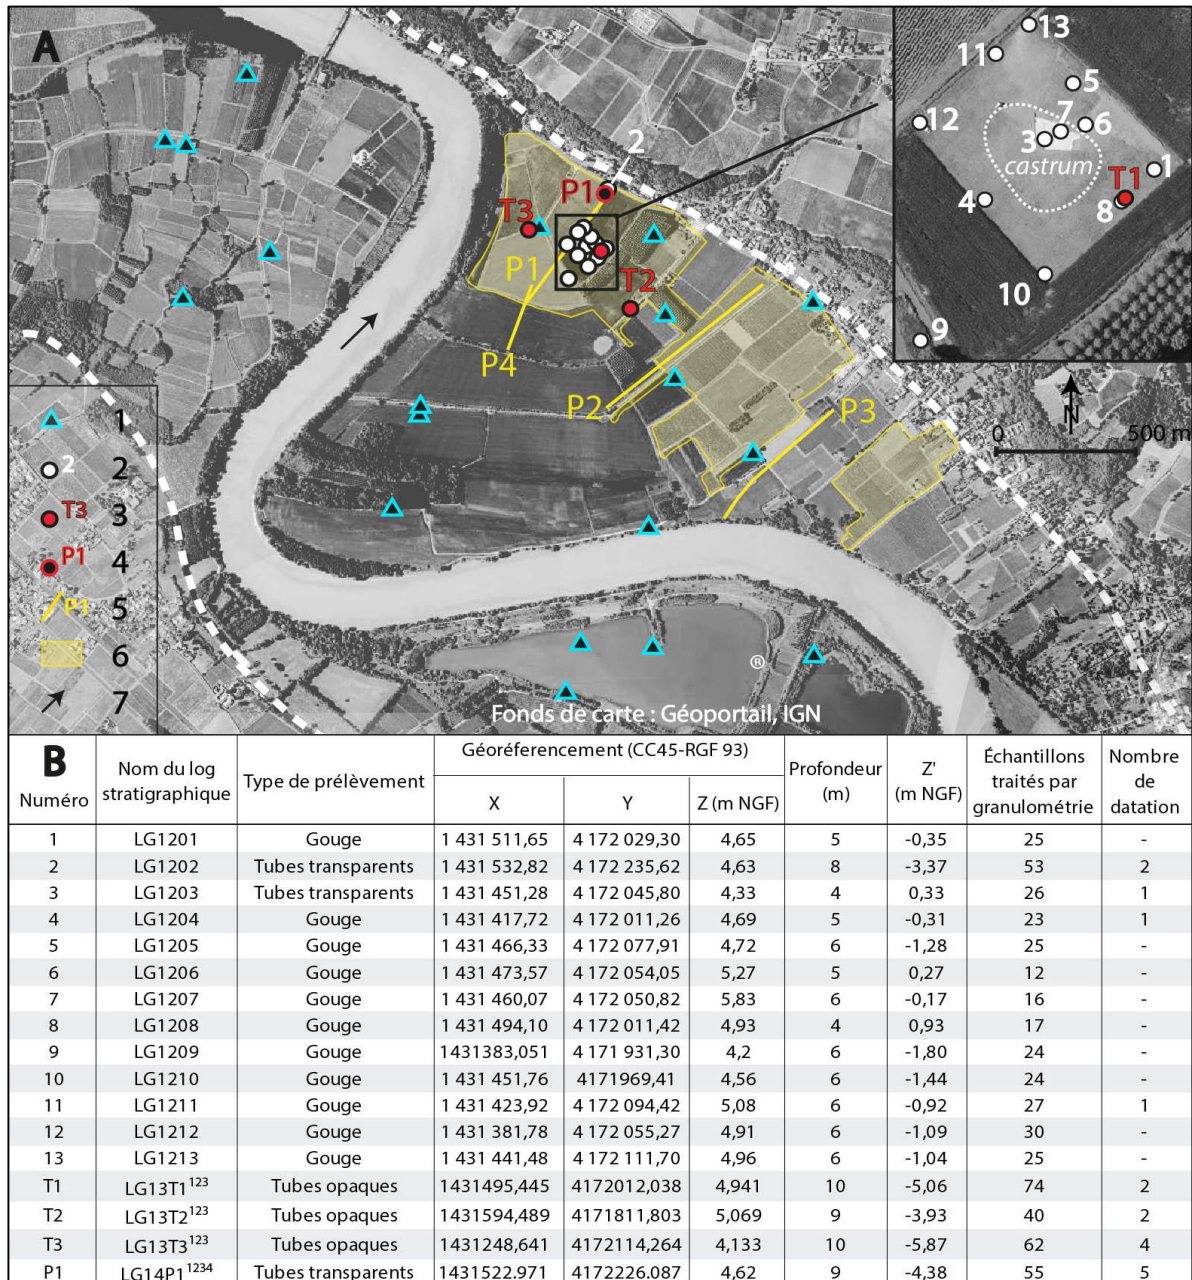 A
13
11
5
12
7
6
3
castrum
1
T1
4
8
10
9
2
P1
T3
P1
T2
P4
P2
P3
N
0 500 m
1
2 2
T3 3
P1 4
P1 5
6
7
®
Fonds de carte : Géoportail, IGN
B
Numéro Nom du log stratigraphique Type de prélèvement Géoréferencement (CC45-RGF 93) X Y Z (m NGF) Profondeur (m) Z' (m NGF) Échantillons traités par granulométrie Nombre de datation
1 LG1201 Gouge 1 431 511,65 4 172 029,30 4,65 5 -0,35 25 -
2 LG1202 Tubes transparents 1 431 532,82 4 172 235,62 4,63 8 -3,37 53 2
3 LG1203 Tubes transparents 1 431 451,28 4 172 045,80 4,33 4 0,33 26 1
4 LG1204 Gouge 1 431 417,72 4 172 011,26 4,69 5 -0,31 23 1
5 LG1205 Gouge 1 431 466,33 4 172 077,91 4,72 6 -1,28 25 -
6 LG1206 Gouge 1 431 473,57 4 172 054,05 5,27 5 0,27 12 -
7 LG1207 Gouge 1 431 460,07 4 172 050,82 5,83 6 -0,17 16 -
8 LG1208 Gouge 1 431 494,10 4 172 011,42 4,93 4 0,93 17 -
9 LG1209 Gouge 1431383,051 4 171 931,30 4,2 6 -1,80 24 -
10 LG1210 Gouge 1 431 451,76 4171969,41 4,56 6 -1,44 24 -
11 LG1211 Gouge 1 431 423,92 4 172 094,42 5,08 6 -0,92 27 1
12 LG1212 Gouge 1 431 381,78 4 172 055,27 4,91 6 -1,09 30 -
13 LG1213 Gouge 1 431 441,48 4 172 111,70 4,96 6 -1,04 25 -
T1 LG13T1¹²³ Tubes opaques 1431495,445 4172012,038 4,941 10 -5,06 74 2
T2 LG13T2¹²³ Tubes opaques 1431594,489 4171811,803 5,069 9 -3,93 40 2
T3 LG13T3¹²³ Tubes opaques 1431248,641 4172114,264 4,133 10 -5,87 62 4
P1 LG14P1¹²³⁴ Tubes transparents 1431522.971 4172226.087 4,62 9 -4,38 55 5